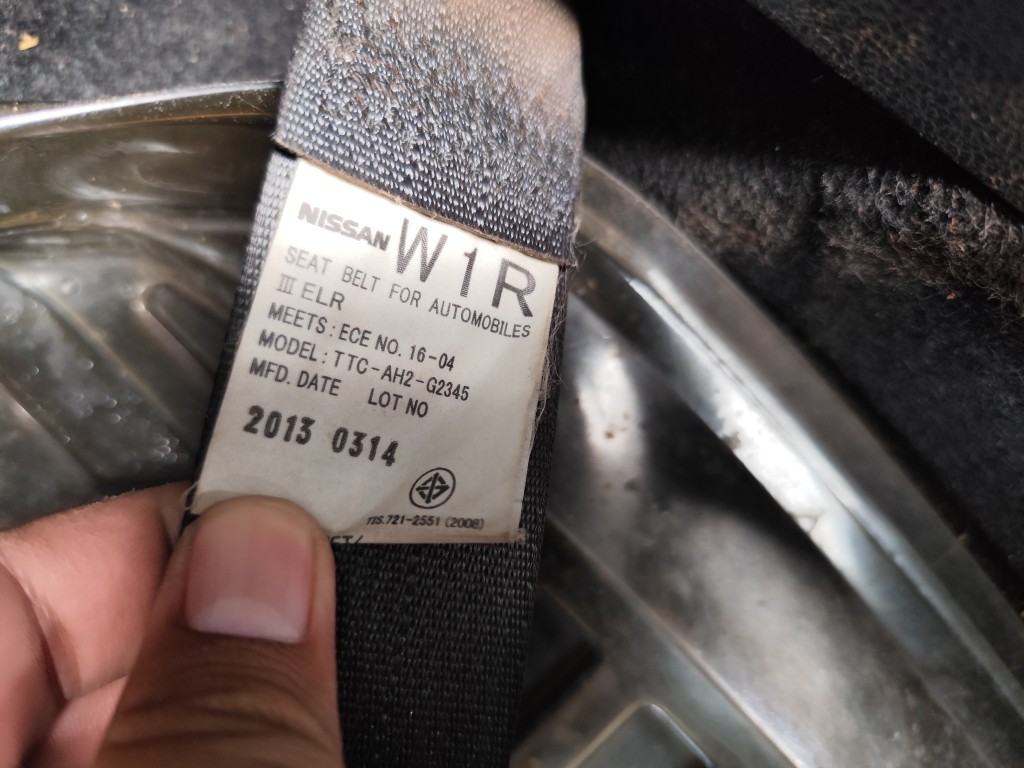 NISSAN W1R
SEAT BELT FOR AUTOMOBILES
III ELR
MEETS : ECE NO. 16-04
MODEL : TTC-AH2-G2345
MFD. DATE LOT NO
2013 0314
TIS.721-2551 (2008)